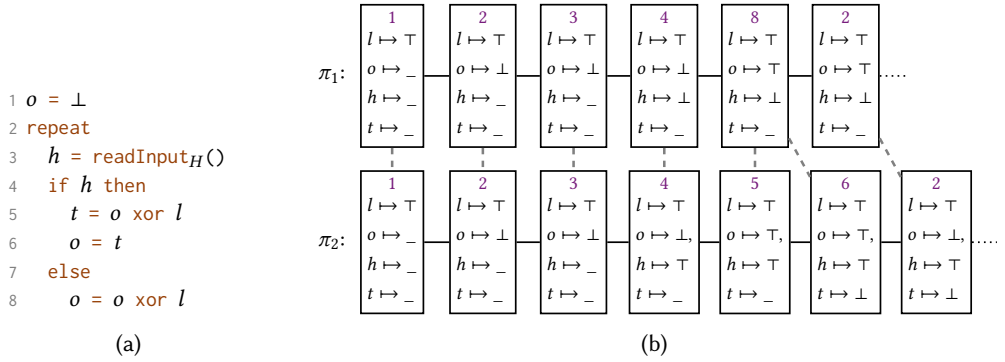 1 o = ⊥
2 repeat
3 h = readInput_H()
4 if h then
5 t = o xor l
6 o = t
7 else
8 o = o xor l
(a)
π₁:
1
l ↦ ⊤
o ↦ _
h ↦ _
t ↦ _
2
l ↦ ⊤
o ↦ ⊥
h ↦ _
t ↦ _
3
l ↦ ⊤
o ↦ ⊥
h ↦ _
t ↦ _
4
l ↦ ⊤
o ↦ ⊥
h ↦ ⊥
t ↦ _
8
l ↦ ⊤
o ↦ ⊤
h ↦ ⊥
t ↦ _
2
l ↦ ⊤
o ↦ ⊤
h ↦ ⊥
t ↦ _
π₂:
1
l ↦ ⊤
o ↦ _
h ↦ _
t ↦ _
2
l ↦ ⊤
o ↦ ⊥
h ↦ _
t ↦ _
3
l ↦ ⊤
o ↦ ⊥
h ↦ _
t ↦ _
4
l ↦ ⊤
o ↦ ⊥,
h ↦ ⊤
t ↦ _
5
l ↦ ⊤
o ↦ ⊤,
h ↦ ⊤
t ↦ _
6
l ↦ ⊤
o ↦ ⊤,
h ↦ ⊤
t ↦ ⊥
2
l ↦ ⊤
o ↦ ⊥,
h ↦ ⊤
t ↦ ⊥
(b)